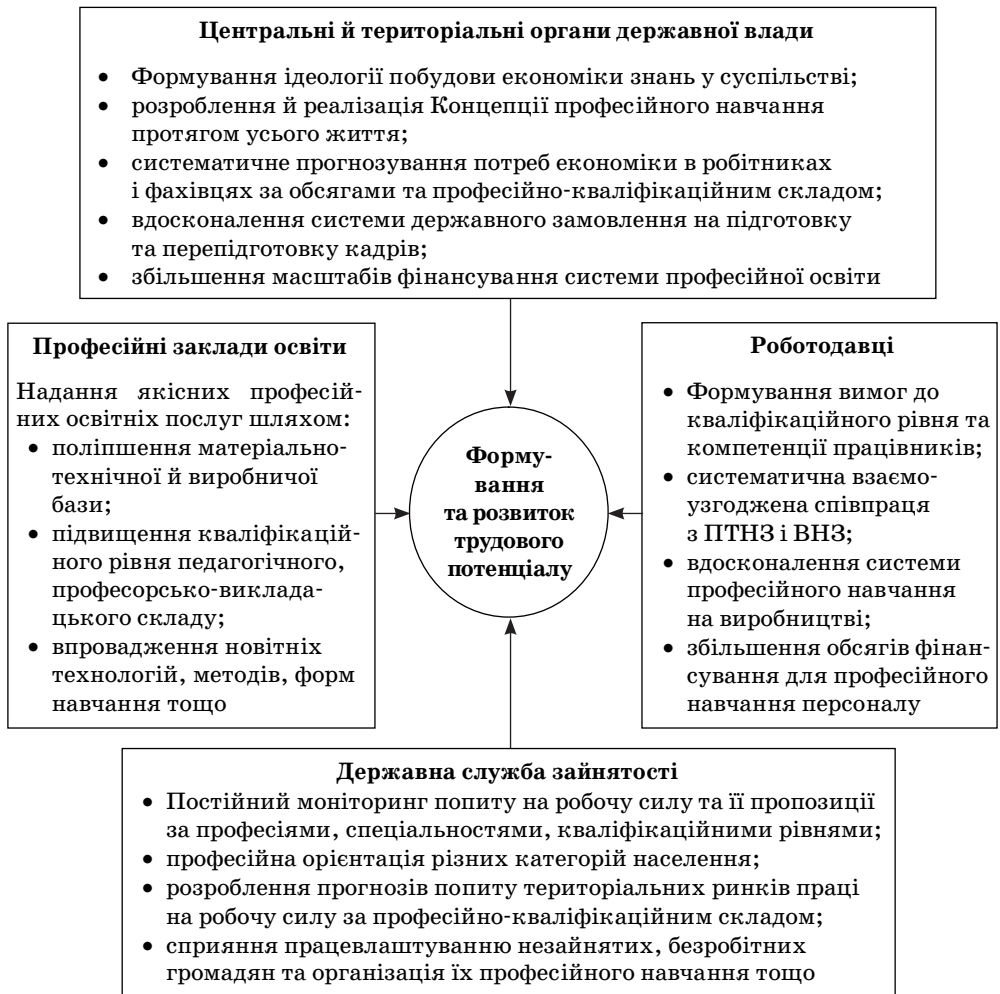 Центральні й територіальні органи державної влади
• Формування ідеології побудови економіки знань у суспільстві;
• розроблення й реалізація Концепції професійного навчання
протягом усього життя;
• систематичне прогнозування потреб економіки в робітниках
і фахівцях за обсягами та професійно-кваліфікаційним складом;
• вдосконалення системи державного замовлення на підготовку
та перепідготовку кадрів;
• збільшення масштабів фінансування системи професійної освіти
Професійні заклади освіти
Надання якісних професій-
них освітніх послуг шляхом:
• поліпшення матеріально-
технічної й виробничої
бази;
• підвищення кваліфікацій-
ного рівня педагогічного,
професорсько-виклада-
цького складу;
• впровадження новітніх
технологій, методів, форм
навчання тощо
Форму-
вання
та розвиток
трудового
потенціалу
Роботодавці
• Формування вимог до
кваліфікаційного рівня та
компетенції працівників;
• систематична взаємо-
узгоджена співпраця
з ПТНЗ і ВНЗ;
• вдосконалення системи
професійного навчання
на виробництві;
• збільшення обсягів фінан-
сування для професійного
навчання персоналу
Державна служба зайнятості
• Постійний моніторинг попиту на робочу силу та її пропозиції
за професіями, спеціальностями, кваліфікаційними рівнями;
• професійна орієнтація різних категорій населення;
• розроблення прогнозів попиту територіальних ринків праці
на робочу силу за професійно-кваліфікаційним складом;
• сприяння працевлаштуванню незайнятих, безробітних
громадян та організація їх професійного навчання тощо